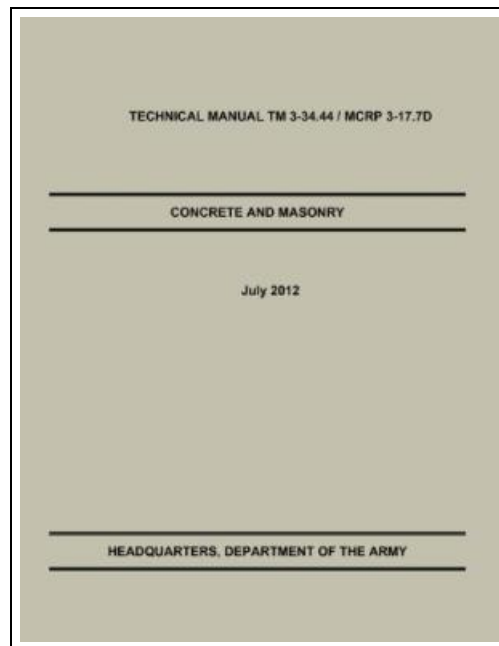 TECHNICAL MANUAL TM 3-34.44 / MCRP 3-17.7D
CONCRETE AND MASONRY
July 2012
HEADQUARTERS, DEPARTMENT OF THE ARMY